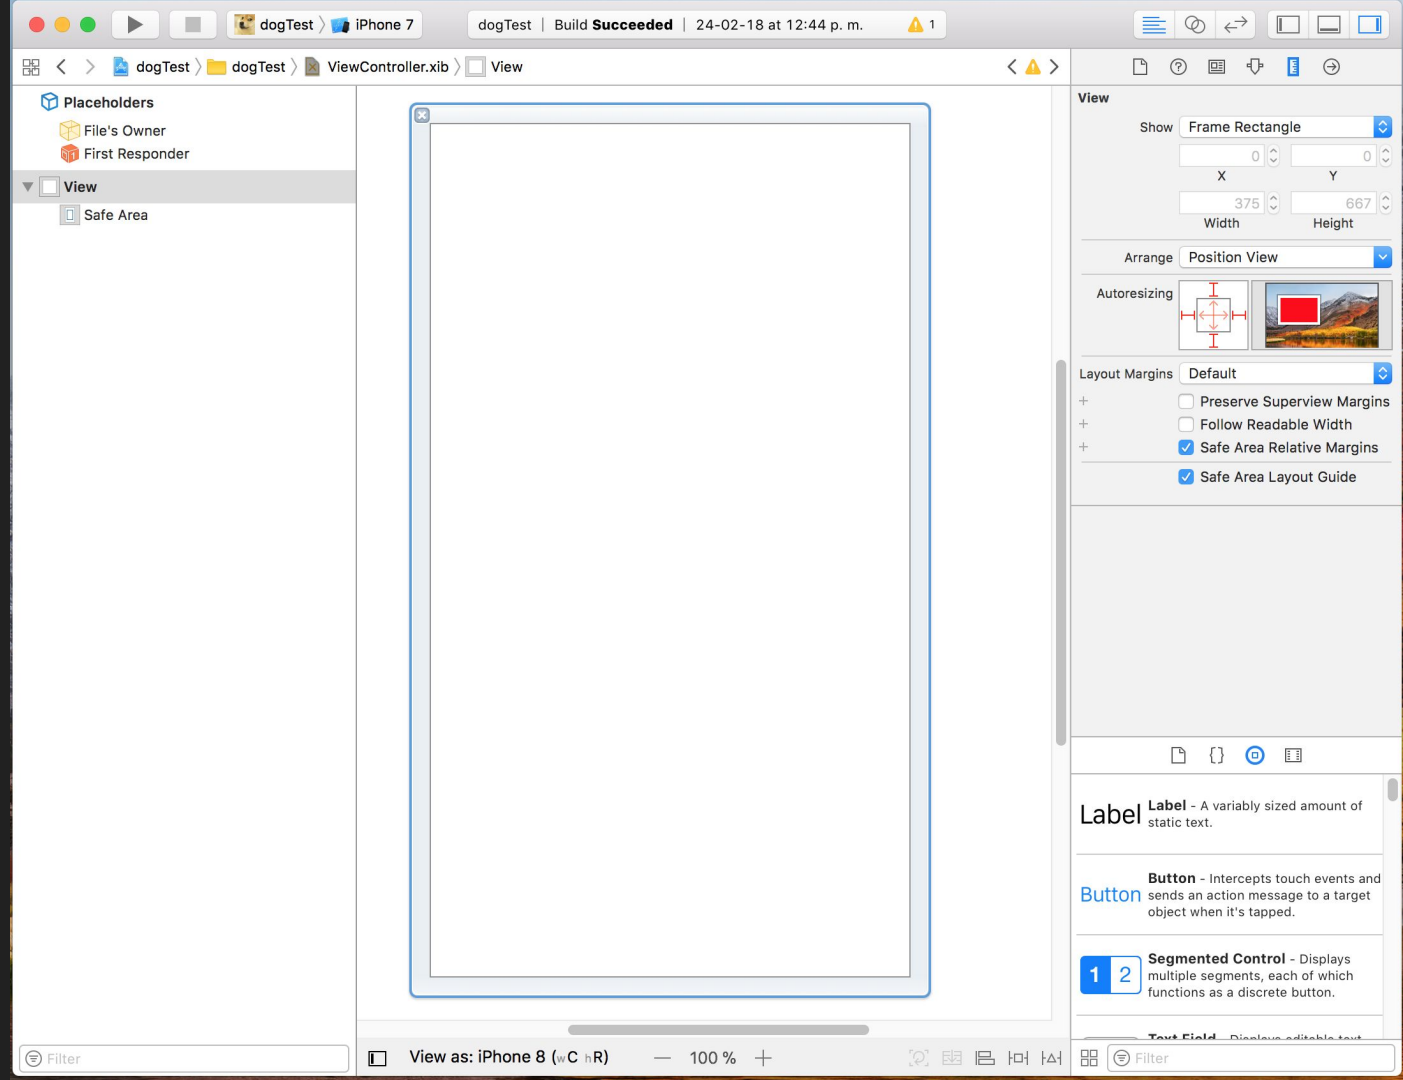 dogTest
iPhone 7
dogTest | Build Succeeded | 24-02-18 at 12:44 p. m.
1
dogTest
dogTest
ViewController.xib
View
Placeholders
File's Owner
First Responder
View
Safe Area
Filter
View as: iPhone 8 (wC hR)
100 %
View
Show
Frame Rectangle
0
0
X
Y
375
667
Width
Height
Arrange
Position View
Autoresizing
Layout Margins
Default
Preserve Superview Margins
Follow Readable Width
Safe Area Relative Margins
Safe Area Layout Guide
Label
Label - A variably sized amount of
static text.
Button
Button - Intercepts touch events and
sends an action message to a target
object when it's tapped.
1 2
Segmented Control - Displays
multiple segments, each of which
functions as a discrete button.
Text Field - Displays editable text
Filter